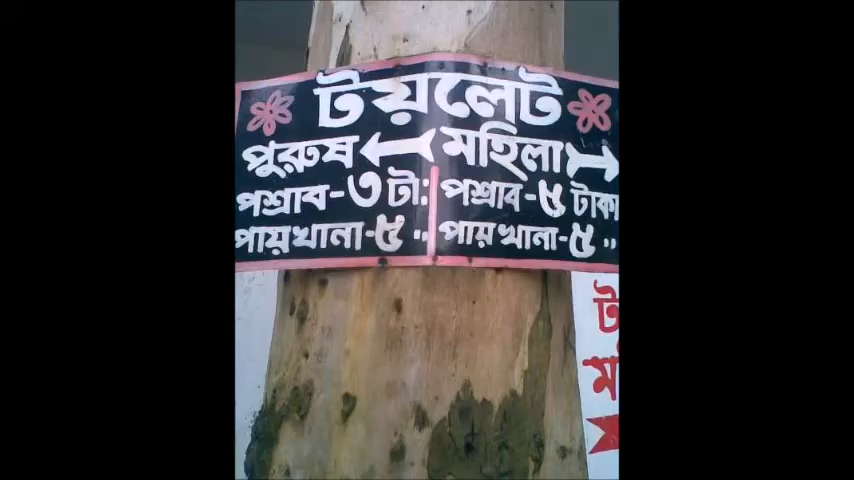 টয়লেট
পুরুষ ← মহিলা →
পশ্রাব-৩ টা: পশ্রাব-৫ টাকা
পায়খানা-৫ ,, পায়খানা-৫ ,,
ট
ম